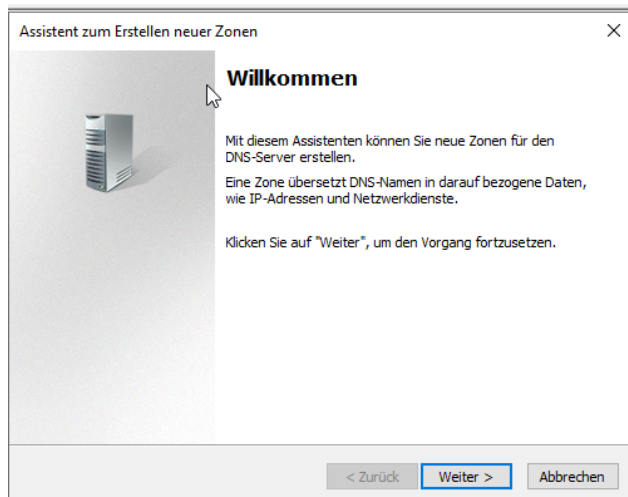 Assistent zum Erstellen neuer Zonen
Willkommen
Mit diesem Assistenten können Sie neue Zonen für den
DNS-Server erstellen.
Eine Zone übersetzt DNS-Namen in darauf bezogene Daten,
wie IP-Adressen und Netzwerkdienste.
Klicken Sie auf "Weiter", um den Vorgang fortzusetzen.
< Zurück
Weiter >
Abbrechen